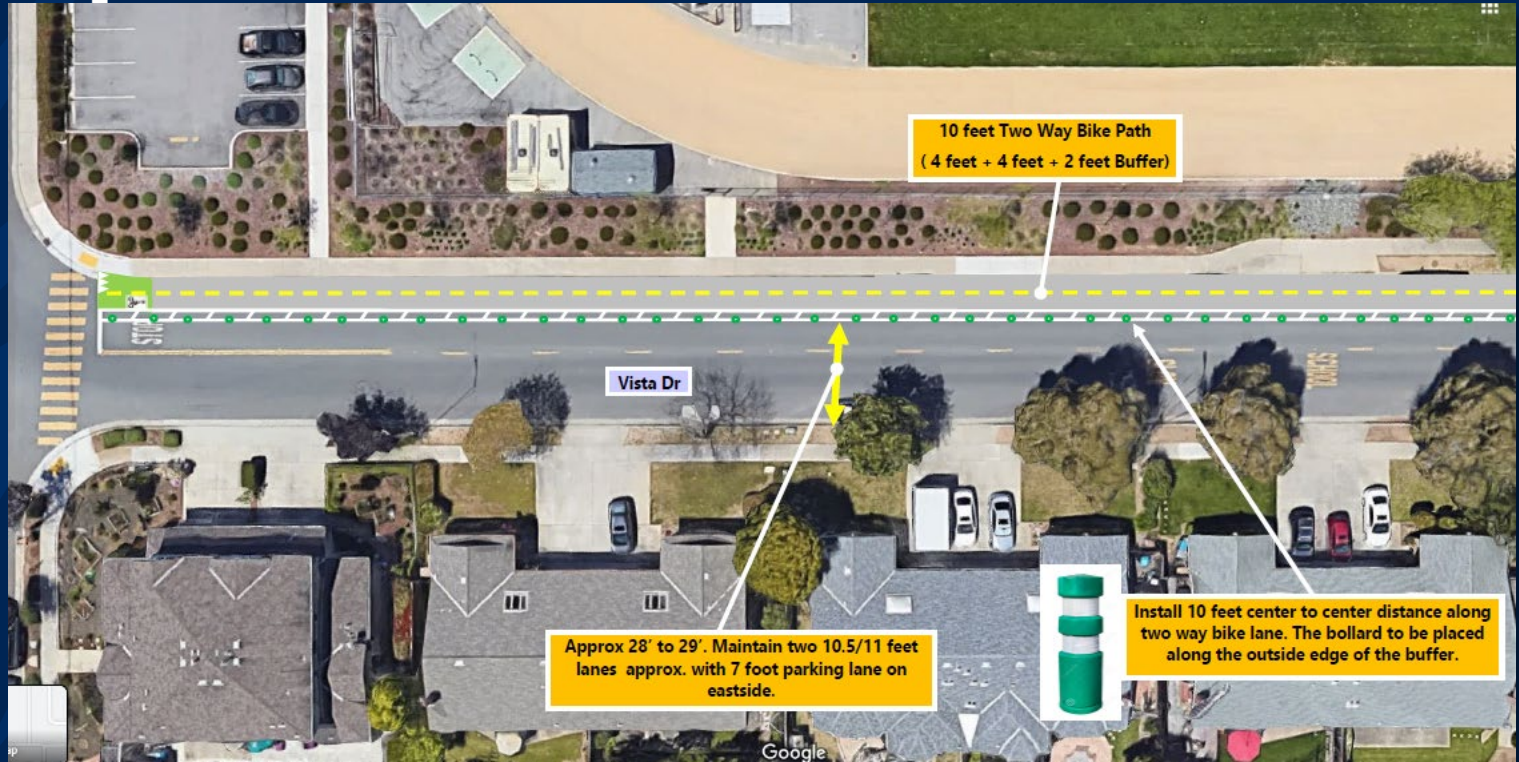 10 feet Two Way Bike Path
( 4 feet + 4 feet + 2 feet Buffer)
STOP
Vista Dr
SCHOOL
Approx 28’ to 29’. Maintain two 10.5/11 feet
lanes approx. with 7 foot parking lane on
eastside.
Install 10 feet center to center distance along
two way bike lane. The bollard to be placed
along the outside edge of the buffer.
Google